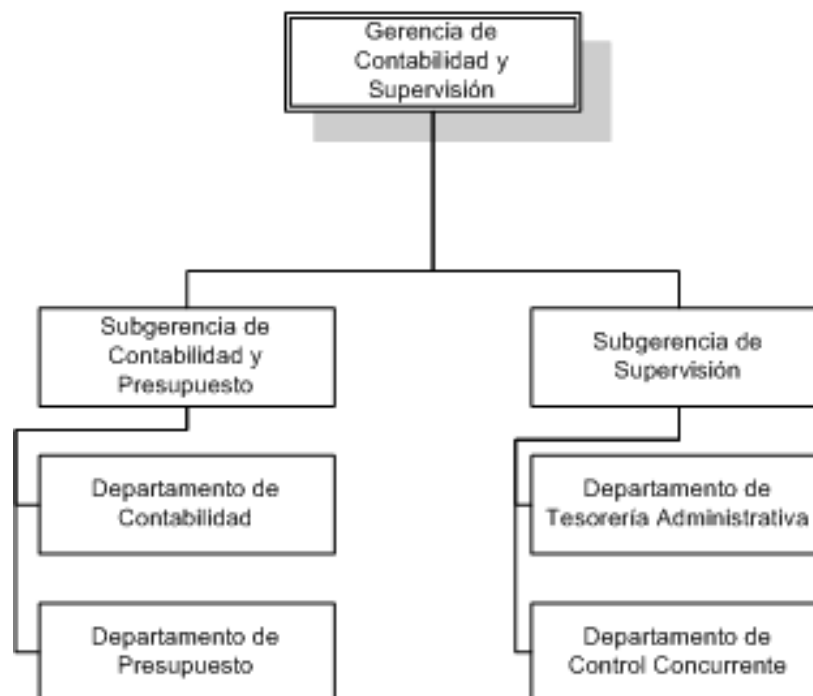 Gerencia de
Contabilidad y
Supervisión
Subgerencia de
Contabilidad y
Presupuesto
Subgerencia de
Supervisión
Departamento de
Contabilidad
Departamento de
Tesorería Administrativa
Departamento de
Presupuesto
Departamento de
Control Concurrente